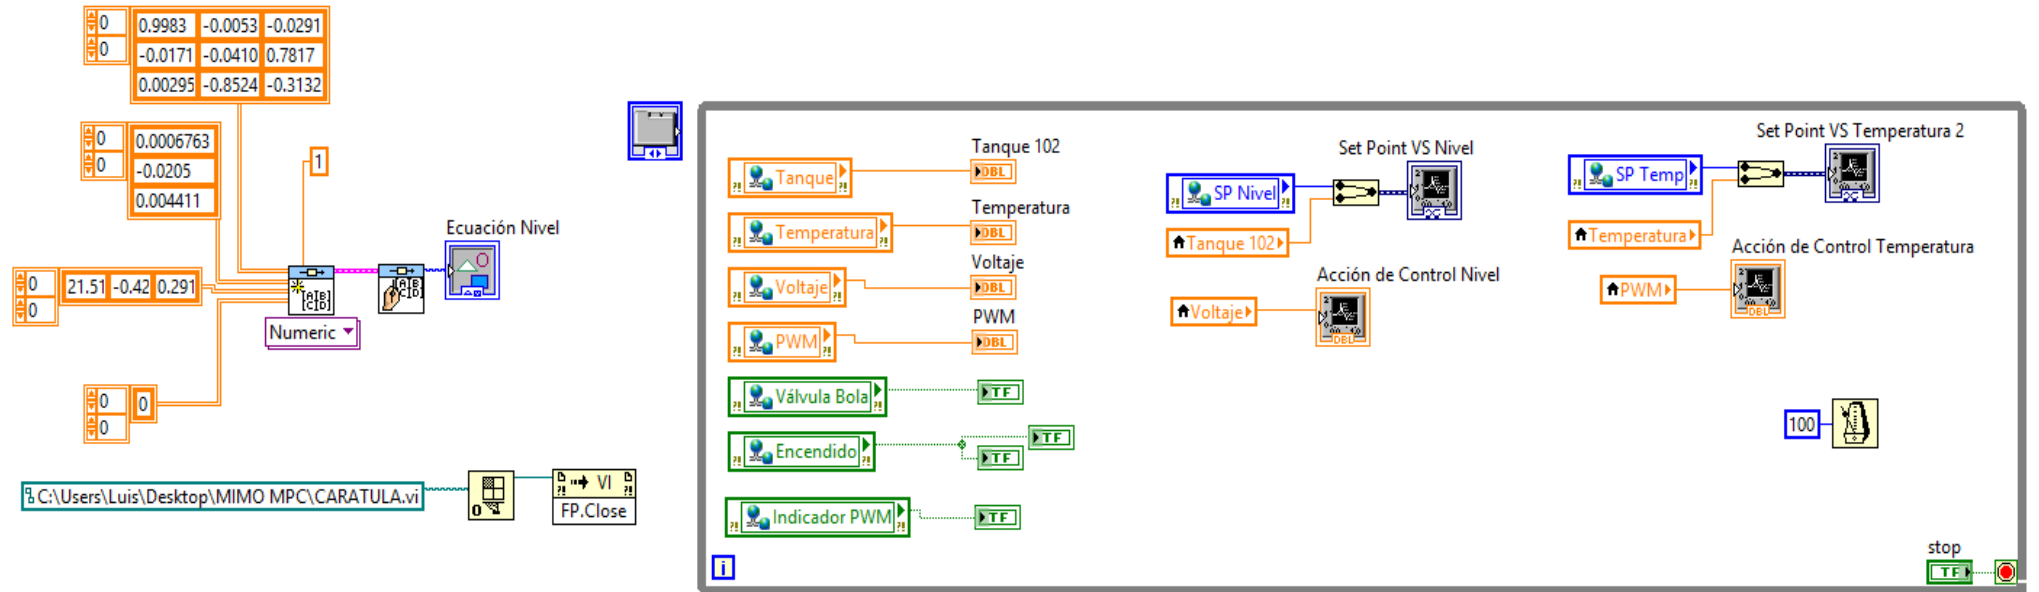 0
0
0.9983 -0.0053 -0.0291
-0.0171 -0.0410 0.7817
0.00295 -0.8524 -0.3132
0
0
0.0006763
-0.0205
0.004411
1
Ecuación Nivel
0
0
21.51 -0.42 0.291
[A|B]
[C|D]
[A|B]
C|D]
Numeric
0
0
0
C:\Users\Luis\Desktop\MIMO MPC\CARATULA.vi
0
VI
FP.Close
Tanque
Tanque 102
DBL
Temperatura
Temperatura
DBL
Voltaje
Voltaje
DBL
PWM
PWM
DBL
Válvula Bola
TF
Encendido
TF
TF
Indicador PWM
TF
i
Set Point VS Nivel
SP Nivel
Tanque 102
Acción de Control Nivel
Voltaje
DBL
Set Point VS Temperatura 2
SP Temp
Temperatura
Acción de Control Temperatura
PWM
DBL
100
stop
TF